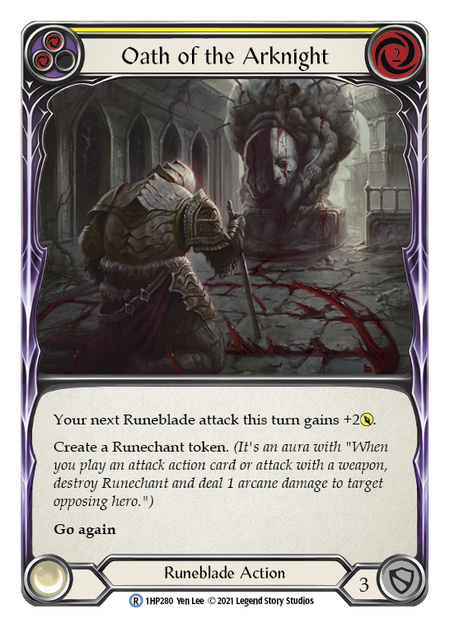 Oath of the Arknight
2
Your next Runeblade attack this turn gains +2.
Create a Runechant token. (It's an aura with "When
you play an attack action card or attack with a weapon,
destroy Runechant and deal 1 arcane damage to target
opposing hero.")
Go again
Runeblade Action
3
R 1HP280 Yen Lee © 2021 Legend Story Studios